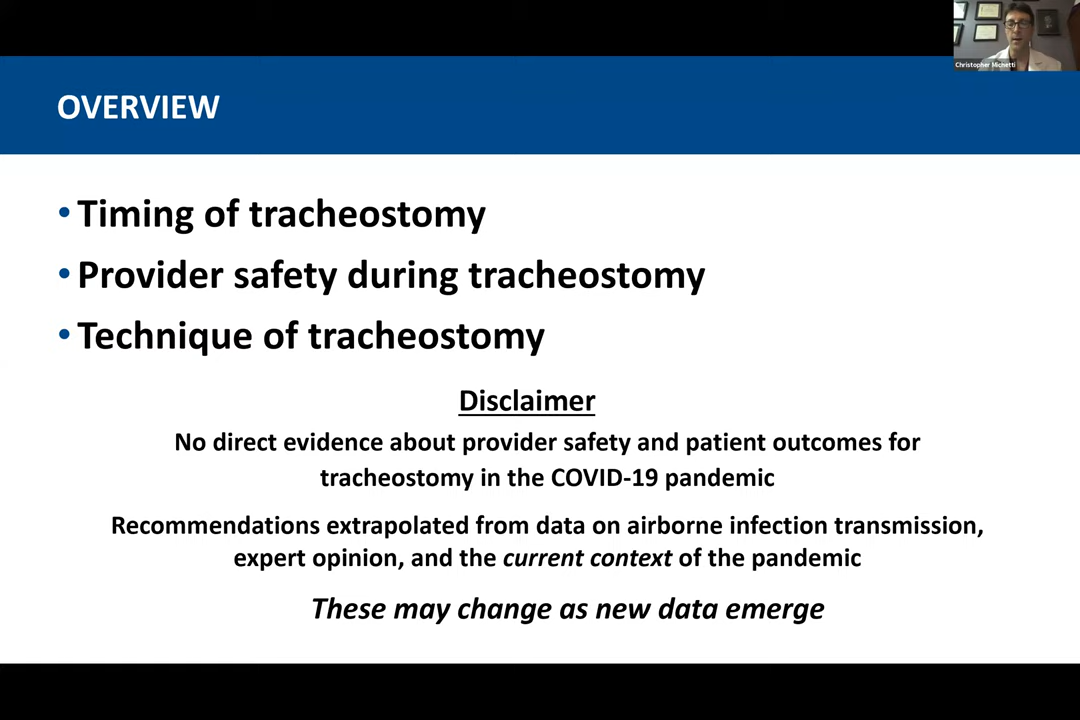 Christopher Michetti
OVERVIEW
• Timing of tracheostomy
• Provider safety during tracheostomy
• Technique of tracheostomy
Disclaimer
No direct evidence about provider safety and patient outcomes for
tracheostomy in the COVID-19 pandemic
Recommendations extrapolated from data on airborne infection transmission,
expert opinion, and the current context of the pandemic
These may change as new data emerge